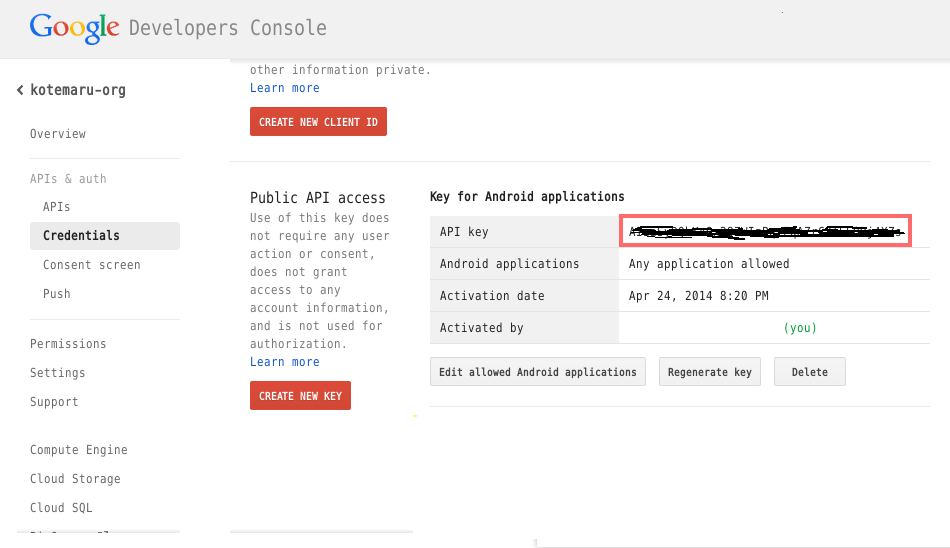 Google Developers Console
kotemaru-org
Overview
APIs & auth
APIs
Credentials
Consent screen
Push
Permissions
Settings
Support
Compute Engine
Cloud Storage
Cloud SQL
other information private.
Learn more
CREATE NEW CLIENT ID
Public API access
Use of this key does
not require any user
action or consent,
does not grant
access to any
account information,
and is not used for
authorization.
Learn more
CREATE NEW KEY
Key for Android applications
API key
Android applications Any application allowed
Activation date Apr 24, 2014 8:20 PM
Activated by (you)
Edit allowed Android applications Regenerate key Delete